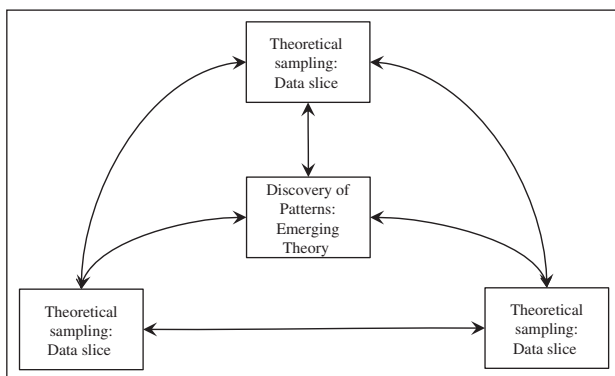 Theoretical
sampling:
Data slice
Discovery of
Patterns:
Emerging
Theory
Theoretical
sampling:
Data slice
Theoretical
sampling:
Data slice